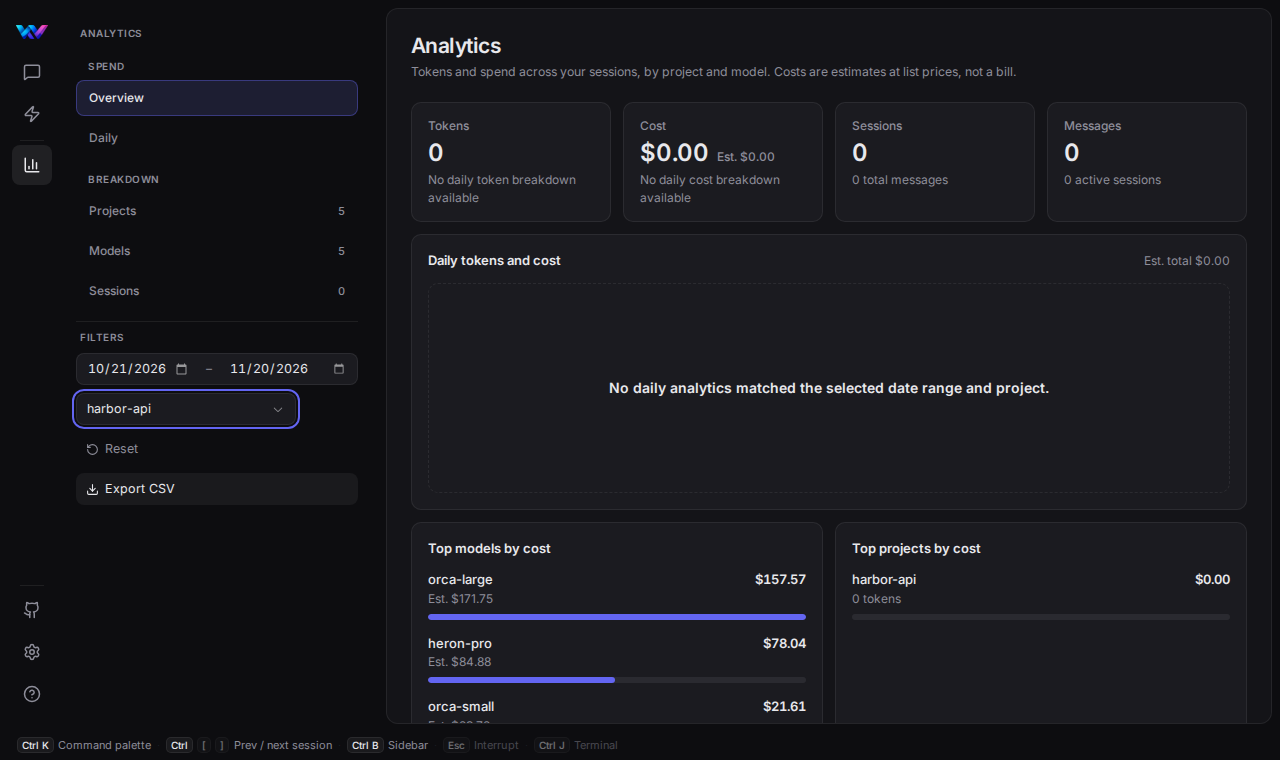 ANALYTICS
SPEND
Overview
Daily
BREAKDOWN
Projects 5
Models 5
Sessions 0
FILTERS
10/21/2026 – 11/20/2026
harbor-api
Reset
Export CSV
Analytics
Tokens and spend across your sessions, by project and model. Costs are estimates at list prices, not a bill.
Tokens
0
No daily token breakdown
available
Cost
$0.00 Est. $0.00
No daily cost breakdown
available
Sessions
0
0 total messages
Messages
0
0 active sessions
Daily tokens and cost Est. total $0.00
No daily analytics matched the selected date range and project.
Top models by cost
orca-large $157.57
Est. $171.75
heron-pro $78.04
Est. $84.88
orca-small $21.61
Top projects by cost
harbor-api $0.00
0 tokens
Ctrl K Command palette Ctrl [ ] Prev / next session Ctrl B Sidebar Esc Interrupt Ctrl J Terminal